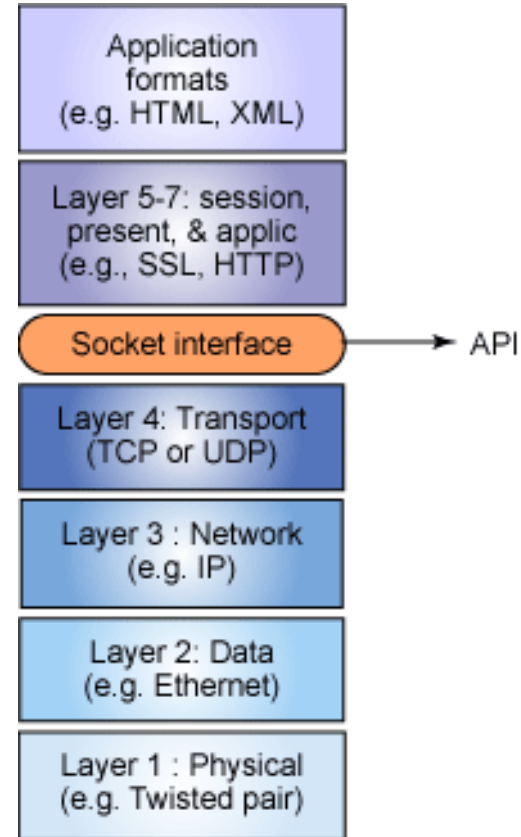 Application
formats
(e.g. HTML, XML)
Layer 5-7: session,
present, & applic
(e.g., SSL, HTTP)
Socket interface
API
Layer 4: Transport
(TCP or UDP)
Layer 3 : Network
(e.g. IP)
Layer 2: Data
(e.g. Ethernet)
Layer 1 : Physical
(e.g. Twisted pair)